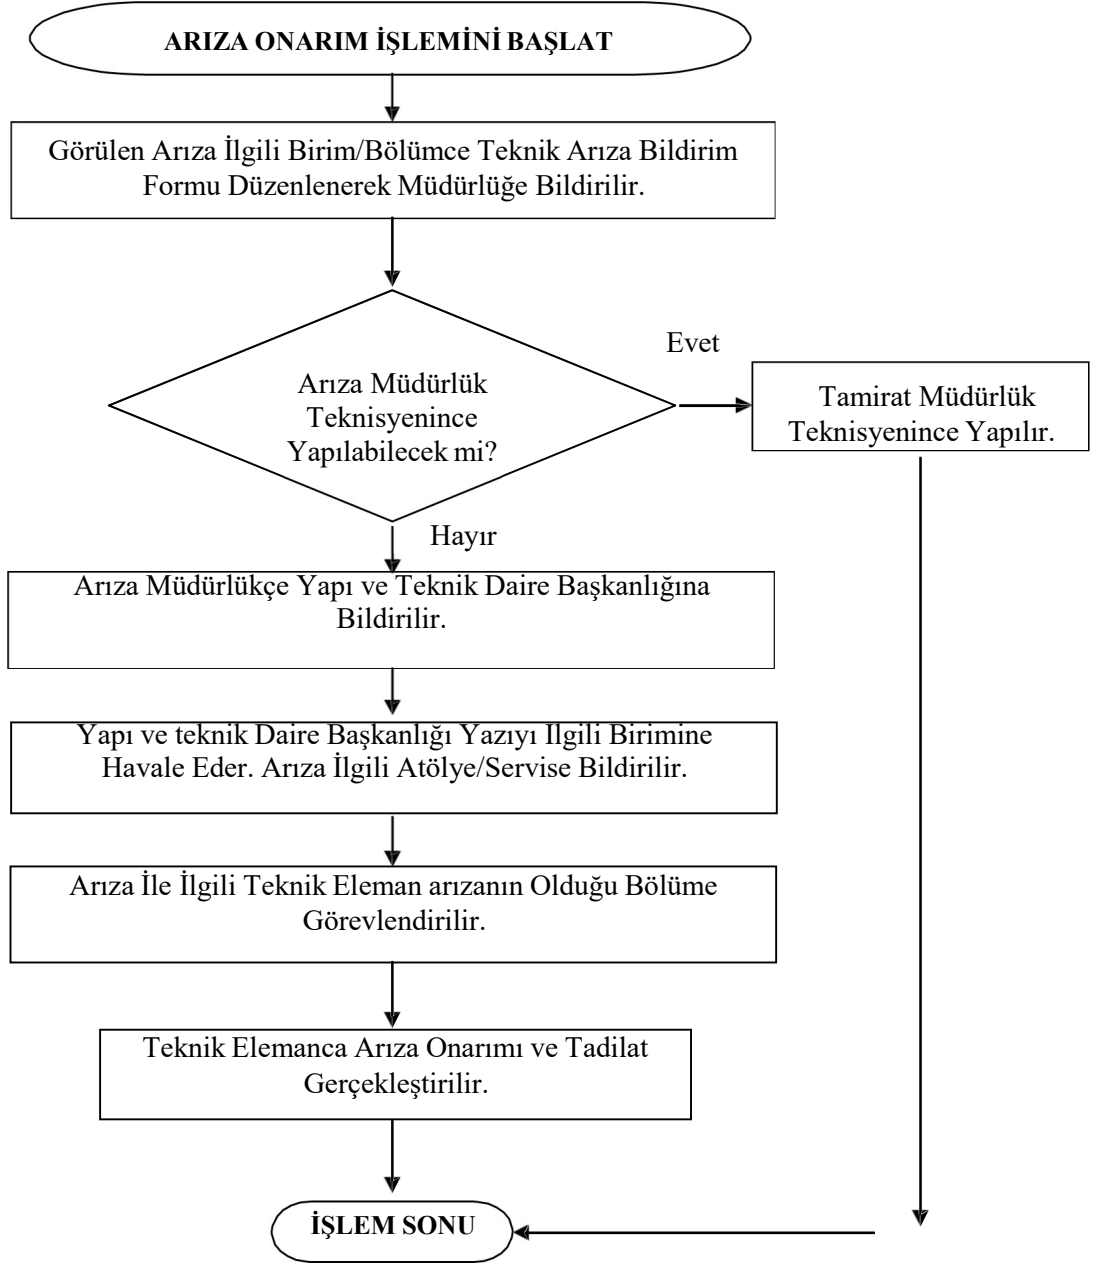 ARIZA ONARIM İŞLEMİNİ BAŞLAT
Görülen Arıza İlgili Birim/Bölümce Teknik Arıza Bildirim
Formu Düzenlenerek Müdürlüğe Bildirilir.
Evet
Arıza Müdürlük
Teknisyenince
Yapılabilecek mi?
Tamirat Müdürlük
Teknisyenince Yapılır.
Hayır
Arıza Müdürlükçe Yapı ve Teknik Daire Başkanlığına
Bildirilir.
Yapı ve teknik Daire Başkanlığı Yazıyı Ilgili Birimine
Havale Eder. Arıza İlgili Atölye/Servise Bildirilir.
Arıza İle İlgili Teknik Eleman arızanın Olduğu Bölüme
Görevlendirilir.
Teknik Elemanca Arıza Onarımı ve Tadilat
Gerçekleştirilir.
İŞLEM SONU